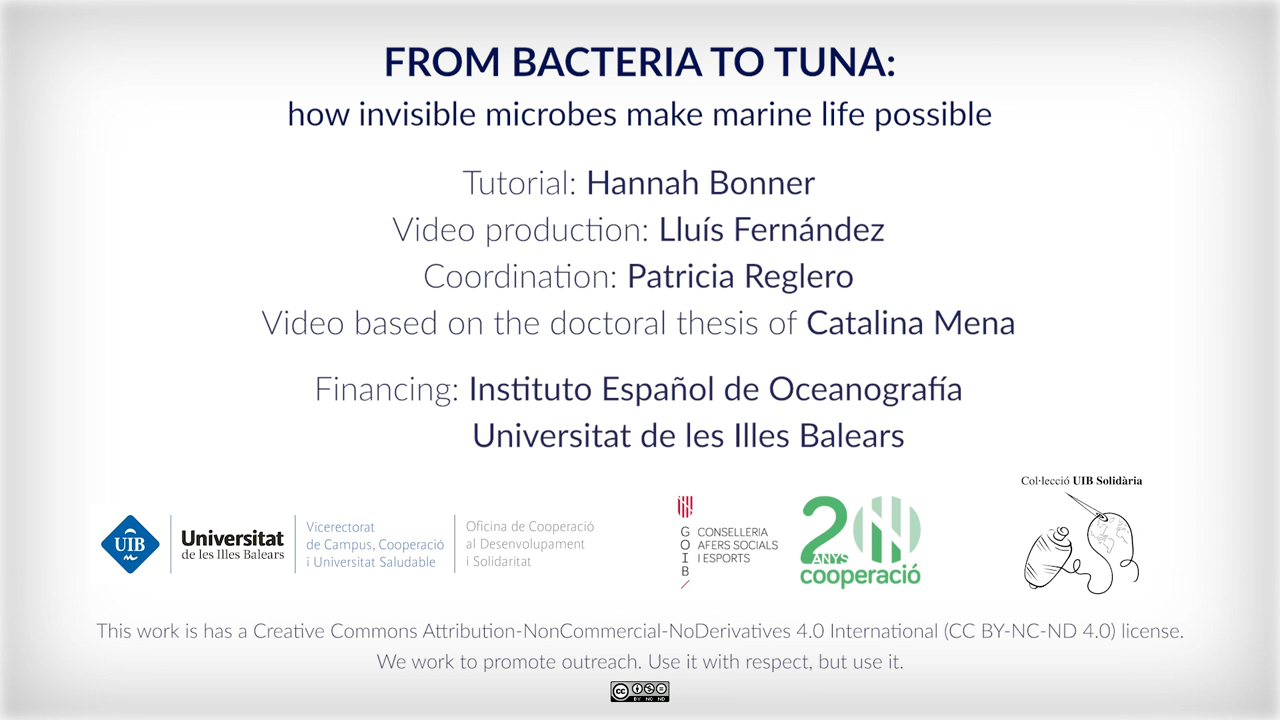 FROM BACTERIA TO TUNA:
how invisible microbes make marine life possible
Tutorial: Hannah Bonner
Video production: Lluís Fernández
Coordination: Patricia Reglero
Video based on the doctoral thesis of Catalina Mena
Financing: Instituto Español de Oceanografía
Universitat de les Illes Balears
Col·lecció UIB Solidària
UIB
Universitat
de les Illes Balears
Vicerectorat
de Campus, Cooperació
i Universitat Saludable
Oficina de Cooperació
al Desenvolupament
i Solidaritat
GOIB
CONSELLERIA
AFERS SOCIALS
I ESPORTS
20
ANYS
cooperació
This work is has a Creative Commons Attribution-NonCommercial-NoDerivatives 4.0 International (CC BY-NC-ND 4.0) license.
We work to promote outreach. Use it with respect, but use it.
cc
BY NC ND